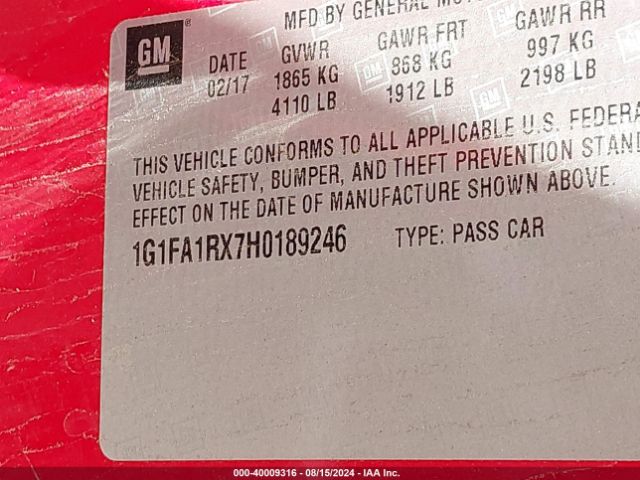 MFD BY GENERAL
GM ®
DATE GVWR GAWR FRT GAWR RR
02/17 1865 KG 868 KG 997 KG
4110 LB 1912 LB 2198 LB
THIS VEHICLE CONFORMS TO ALL APPLICABLE U.S. FEDERA
VEHICLE SAFETY, BUMPER, AND THEFT PREVENTION STAN
EFFECT ON THE DATE OF MANUFACTURE SHOWN ABOVE.
1G1FA1RX7H0189246 TYPE: PASS CAR
000-40009316 - 08/15/2024 - IAA Inc.